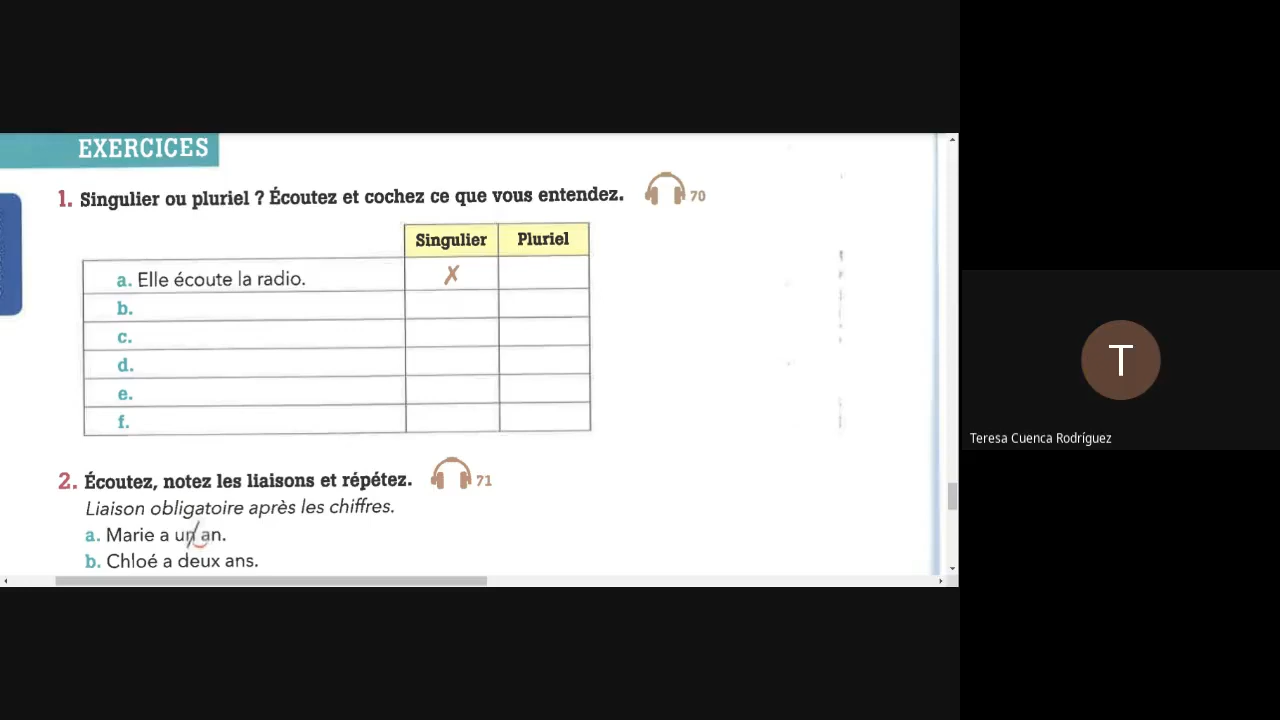 EXERCICES
1. Singulier ou pluriel ? Écoutez et cochez ce que vous entendez. 70
Singulier Pluriel
a. Elle écoute la radio. X
b.
c.
d.
e.
f.
2. Écoutez, notez les liaisons et répétez. 71
Liaison obligatoire après les chiffres.
a. Marie a un an.
b. Chloé a deux ans.
T
Teresa Cuenca Rodríguez